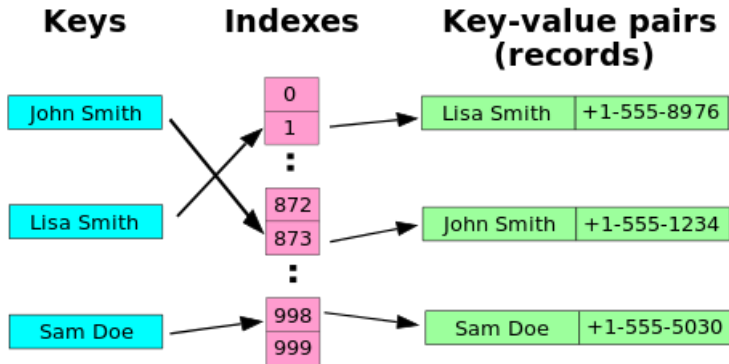 Keys
Indexes
Key-value pairs
(records)
John Smith
Lisa Smith
Sam Doe
0
1
:
872
873
:
998
999
Lisa Smith +1-555-8976
John Smith +1-555-1234
Sam Doe +1-555-5030